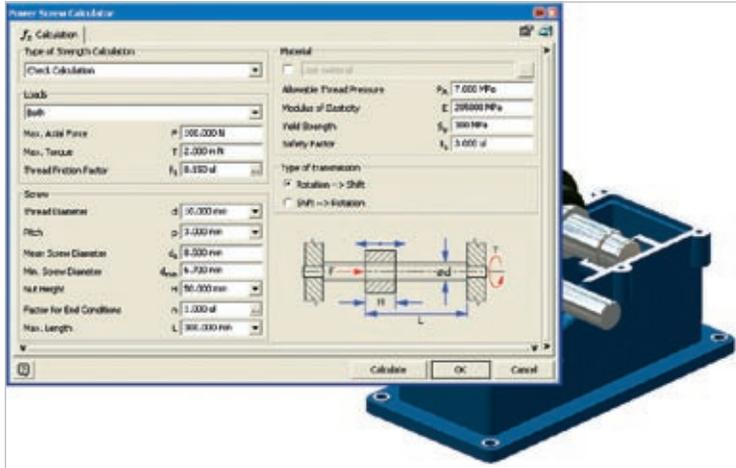 Power Screw Calculator
Calculation
Type of Strength Calculation
Check Calculation
Loads
Both
Max. Axial Force F 100.000 N
Max. Torque T 2.000 m N
Thread Friction Factor 0.150 ul
Screw
Thread Diameter d 10.000 mm
Pitch p 3.000 mm
Mean Screw Diameter 8.000 mm
Min. Screw Diameter dmin 6.700 mm
Nut Height H 50.000 mm
Factor for End Conditions n 1.000 ul
Max. Length L 300.000 mm
Material
Allowable Thread Pressure 7.000 MPa
Modulus of Elasticity E MPa
Yield Strength 300 MPa
Safety Factor 3.000 ul
Type of transmission
Rotation --> Shift
Shift --> Rotation
F
T
ød
H
L
Calculate OK Cancel